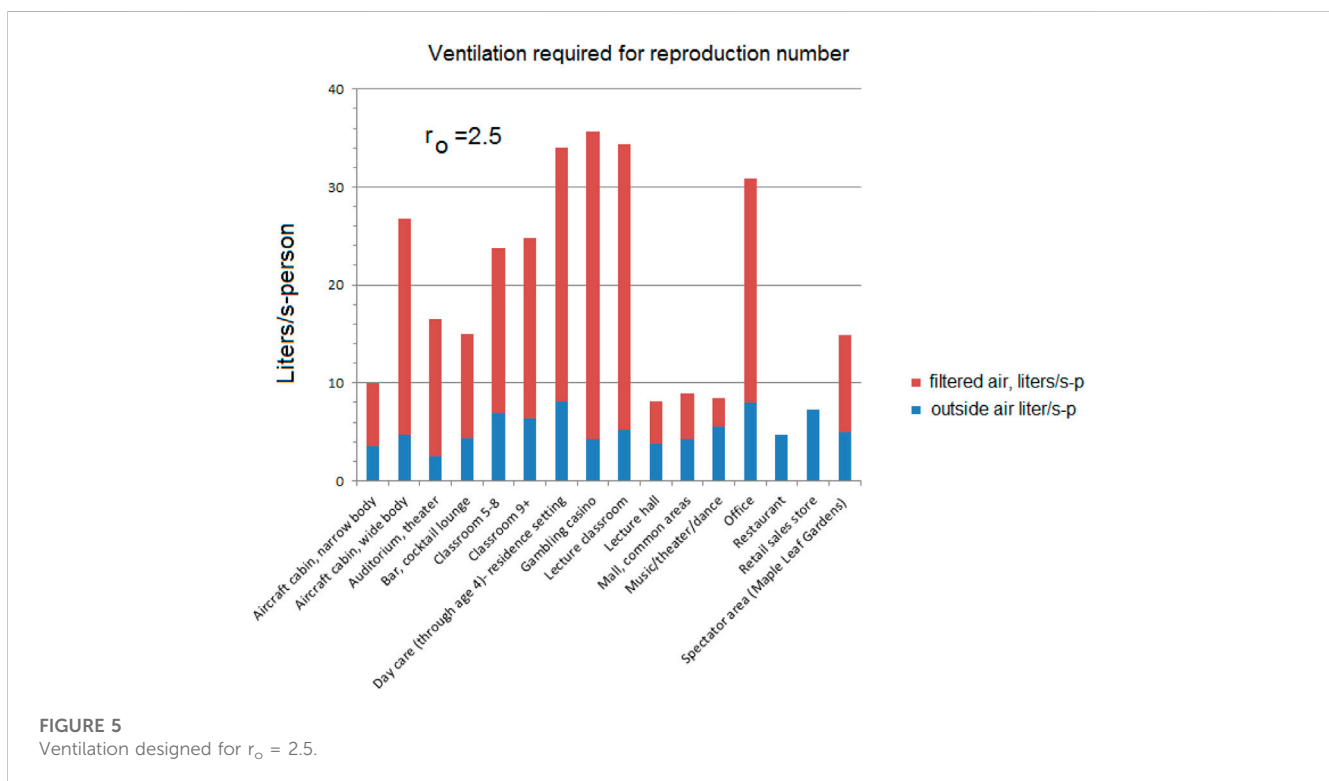 Ventilation required for reproduction number
40
30
20
10
0
Liters/s-person
r₀ =2.5
filtered air, liters/s-p
outside air liter/s-p
Aircraft cabin, narrow body
Aircraft cabin, wide body
Auditorium, theater
Bar, cocktail lounge
Classroom 5-8
Classroom 9+
Day care (through age 4)- residence setting
Gambling casino
Lecture classroom
Lecture hall
Mall, common areas
Music/theater/dance
Office
Restaurant
Retail sales store
Spectator area (Maple Leaf Gardens)
FIGURE 5
Ventilation designed for rₒ = 2.5.